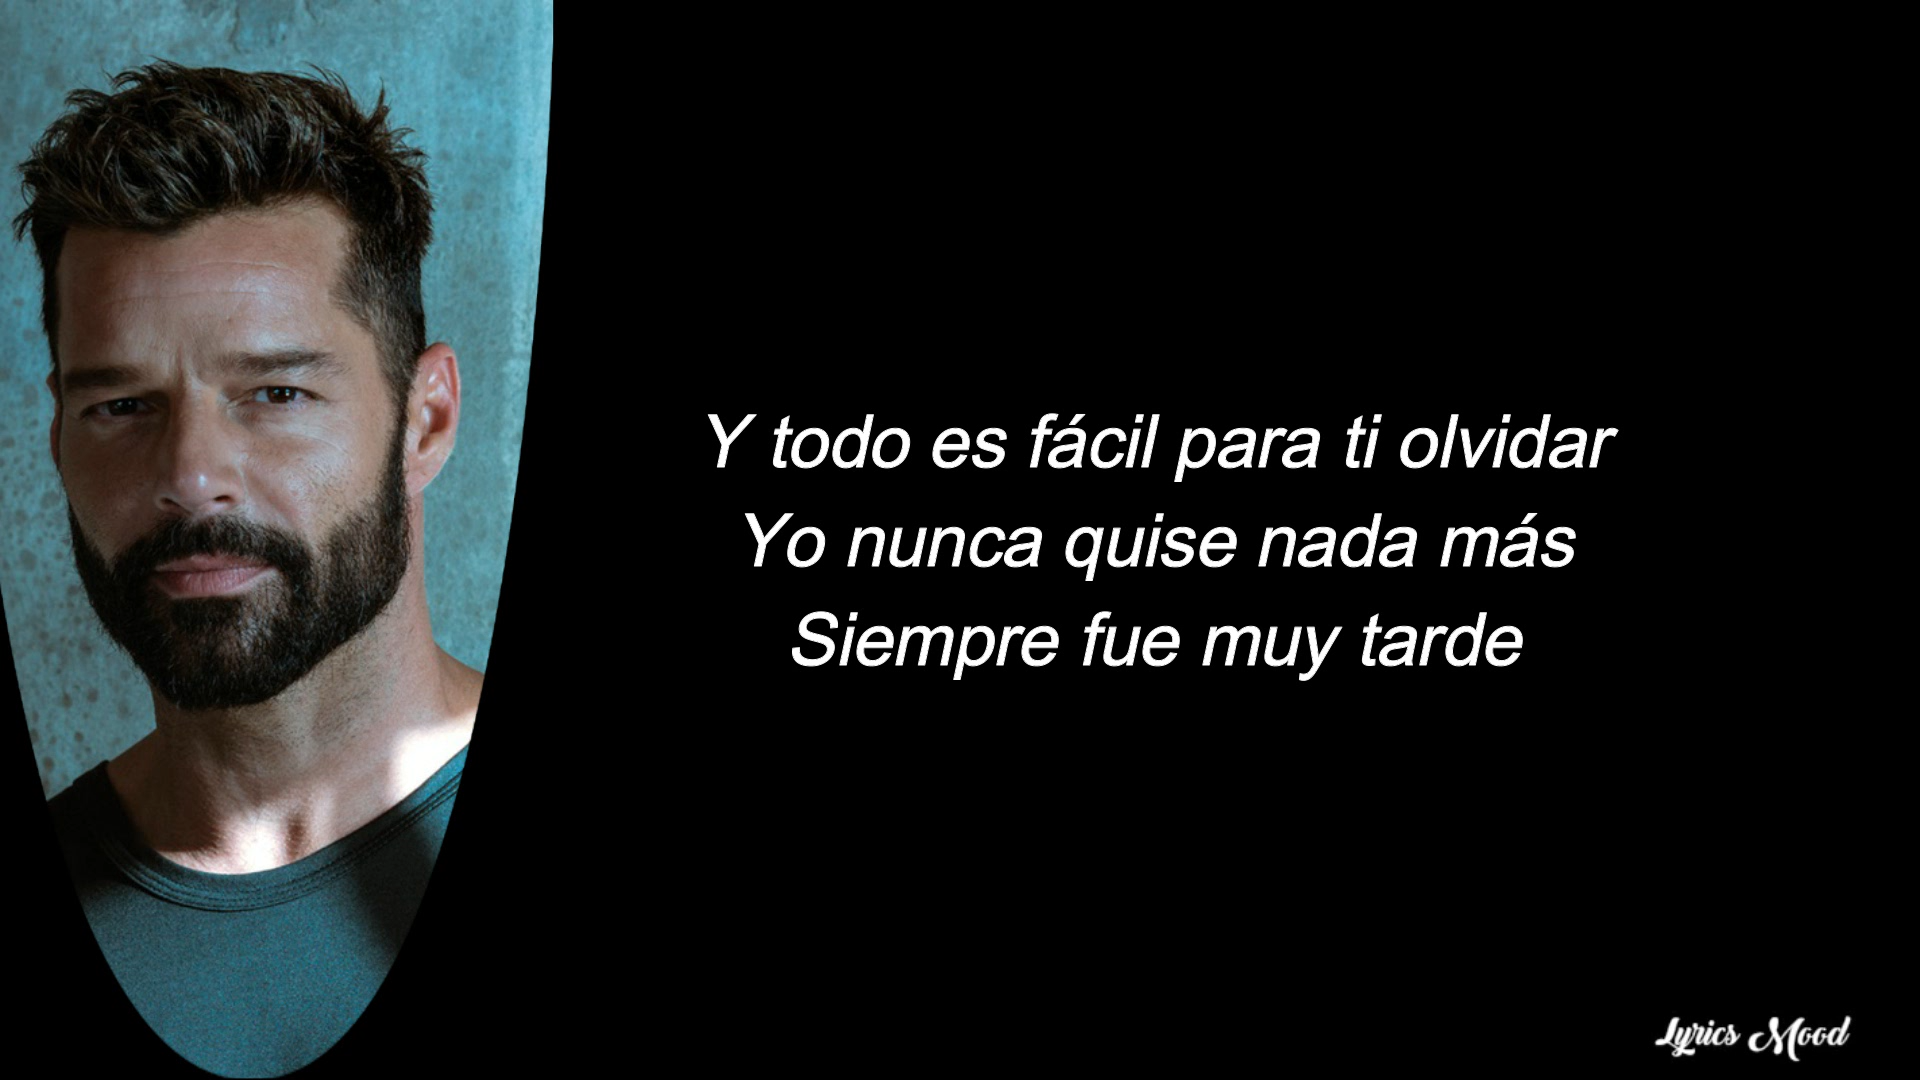 Y todo es fácil para ti olvidar
Yo nunca quise nada más
Siempre fue muy tarde
Lyrics Mood